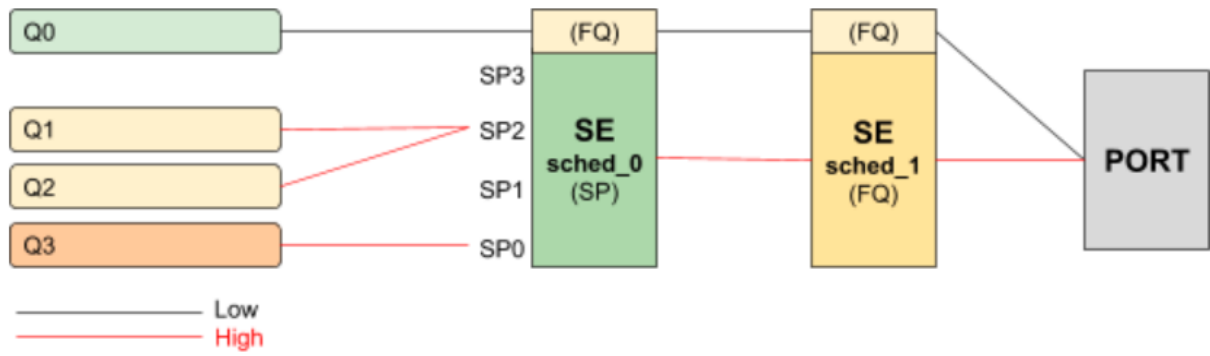 Q0
(FQ)
(FQ)
SP3
Q1
SP2
SE
sched_0
(SP)
SE
sched_1
(FQ)
PORT
Q2
SP1
Q3
SP0
Low
High